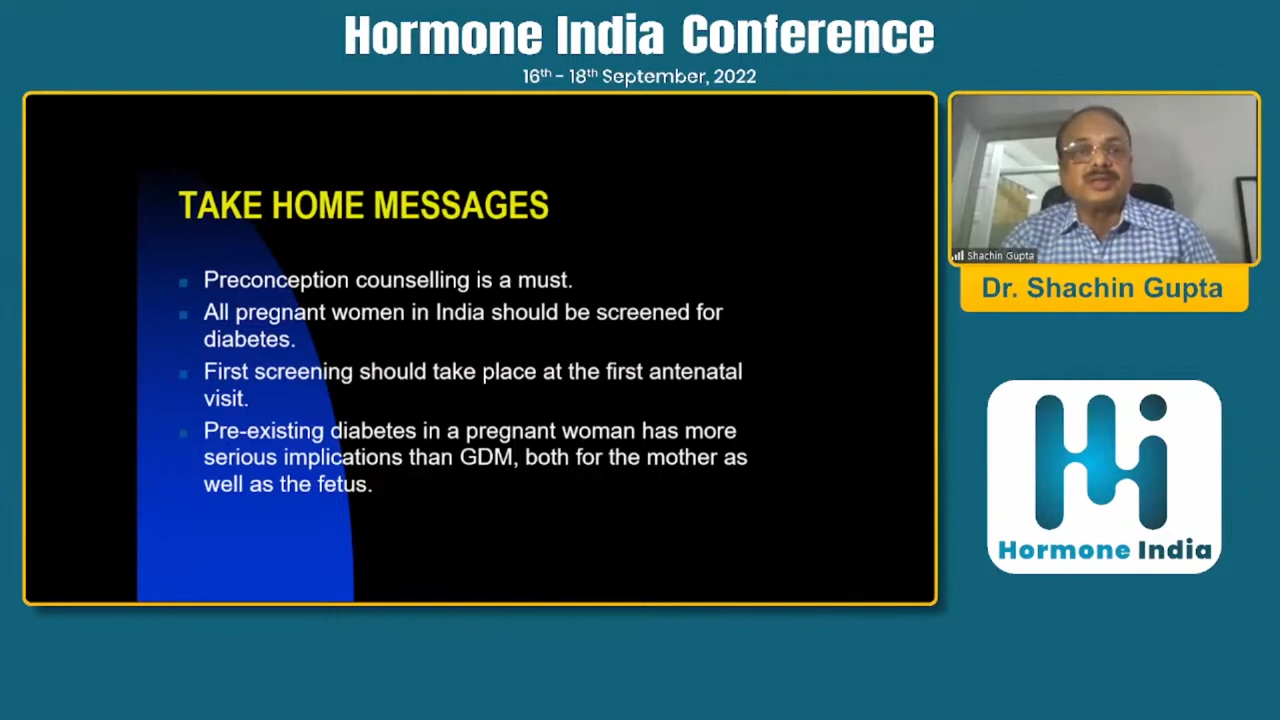 Hormone India Conference
16th - 18th September, 2022
TAKE HOME MESSAGES
Preconception counselling is a must.
All pregnant women in India should be screened for
diabetes.
First screening should take place at the first antenatal
visit.
Pre-existing diabetes in a pregnant woman has more
serious implications than GDM, both for the mother as
well as the fetus.
Shachin Gupta
Dr. Shachin Gupta
Hi
Hormone India